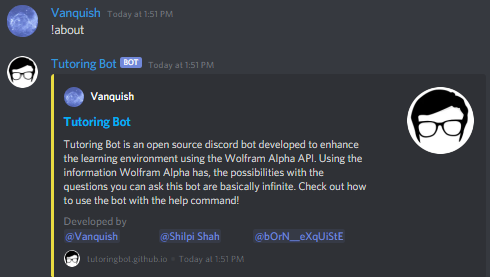 Vanquish Today at 1:51 PM
!about
Tutoring Bot BOT Today at 1:51 PM
Vanquish
Tutoring Bot
Tutoring Bot is an open source discord bot developed to enhance
the learning environment using the Wolfram Alpha API. Using the
information Wolfram Alpha has, the possibilities with the
questions you can ask this bot are basically infinite. Check out how
to use the bot with the help command!
Developed by
@Vanquish @Shilpi Shah @bOrN__eXqUiStE
tutoringbot.github.io • Today at 1:51 PM